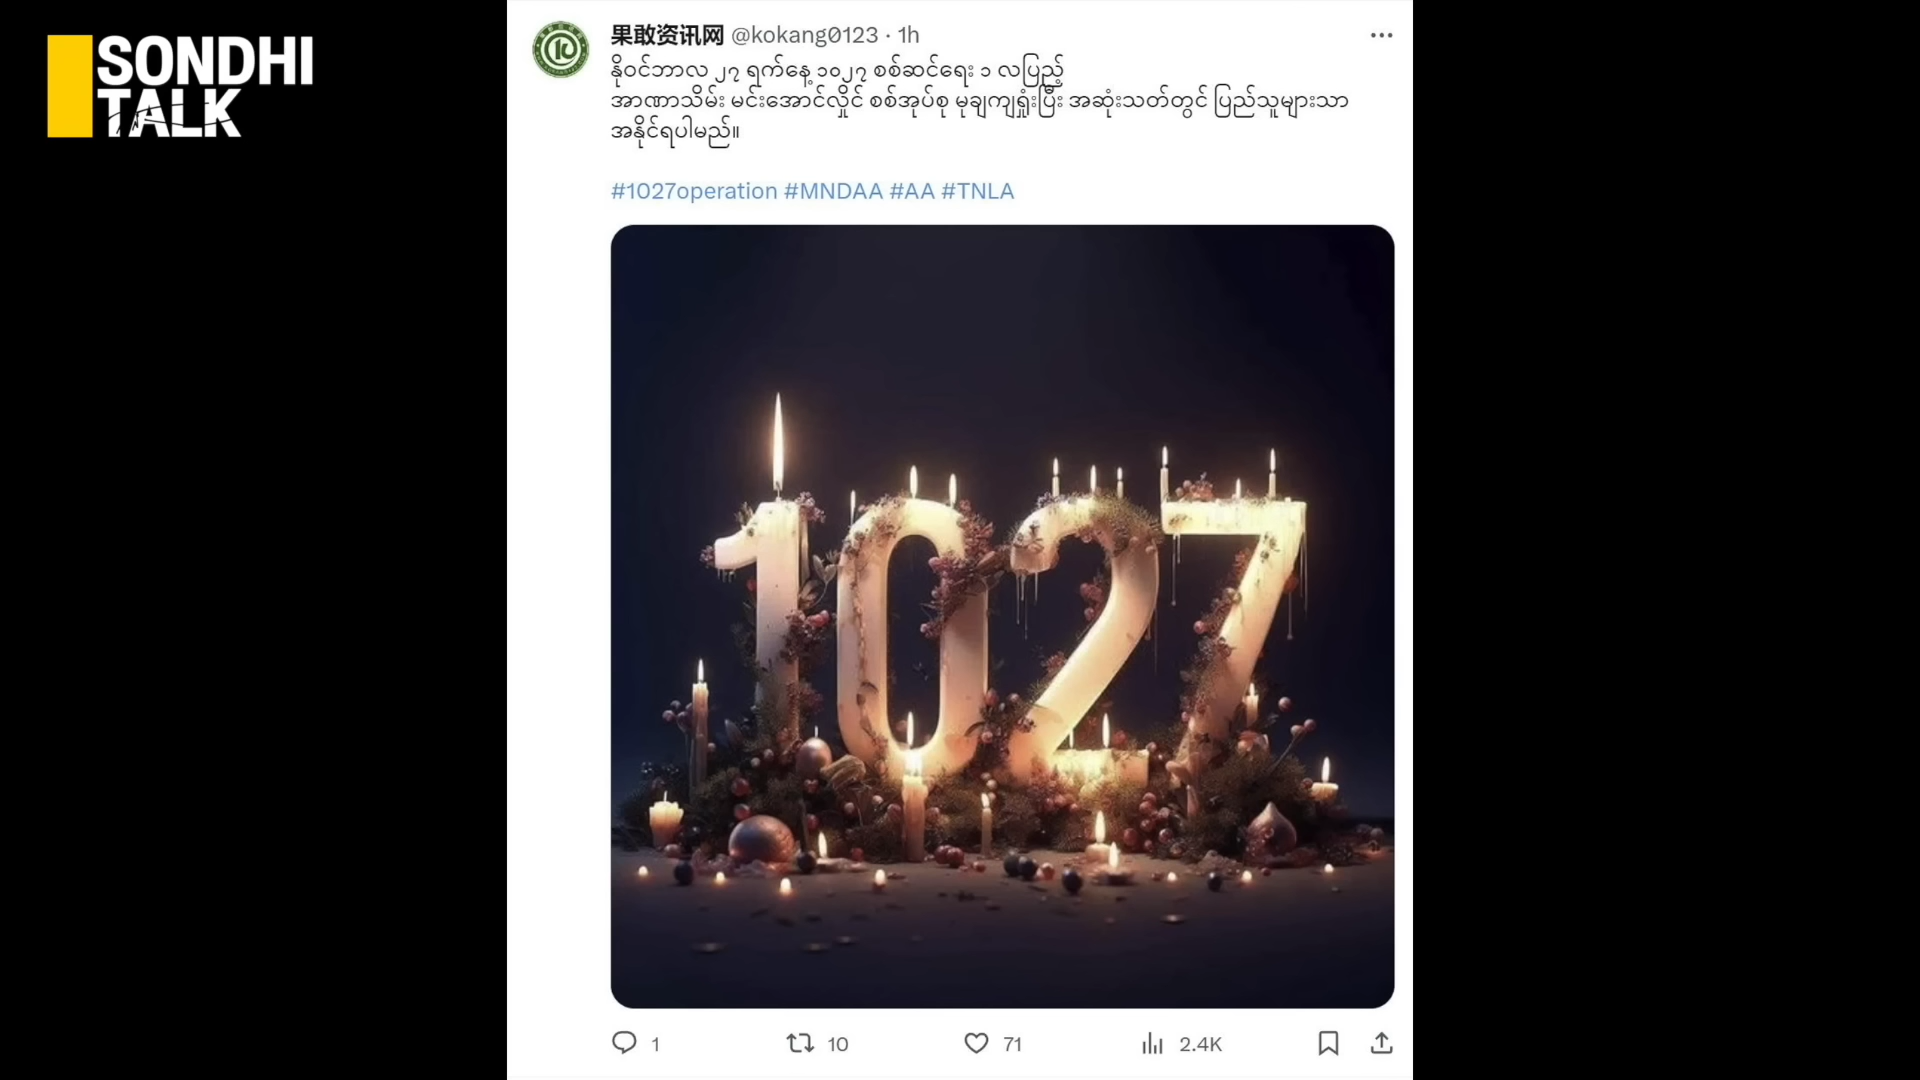 SONDHI
TALK
果敢资讯网 @kokang0123 · 1h
နိုဝင်ဘာလ ၂၇ ရက်နေ့ ၁၀၂၇ စစ်ဆင်ရေး ၁ လပြည့်
အာဏာသိမ်း မင်းအောင်လှိုင် စစ်အုပ်စု မုချကျရှုံးပြီး အဆုံးသတ်တွင် ပြည်သူများသာ
အနိုင်ရပါမည်။
#1027operation #MNDAA #AA #TNLA
1027
1 10 71 2.4K